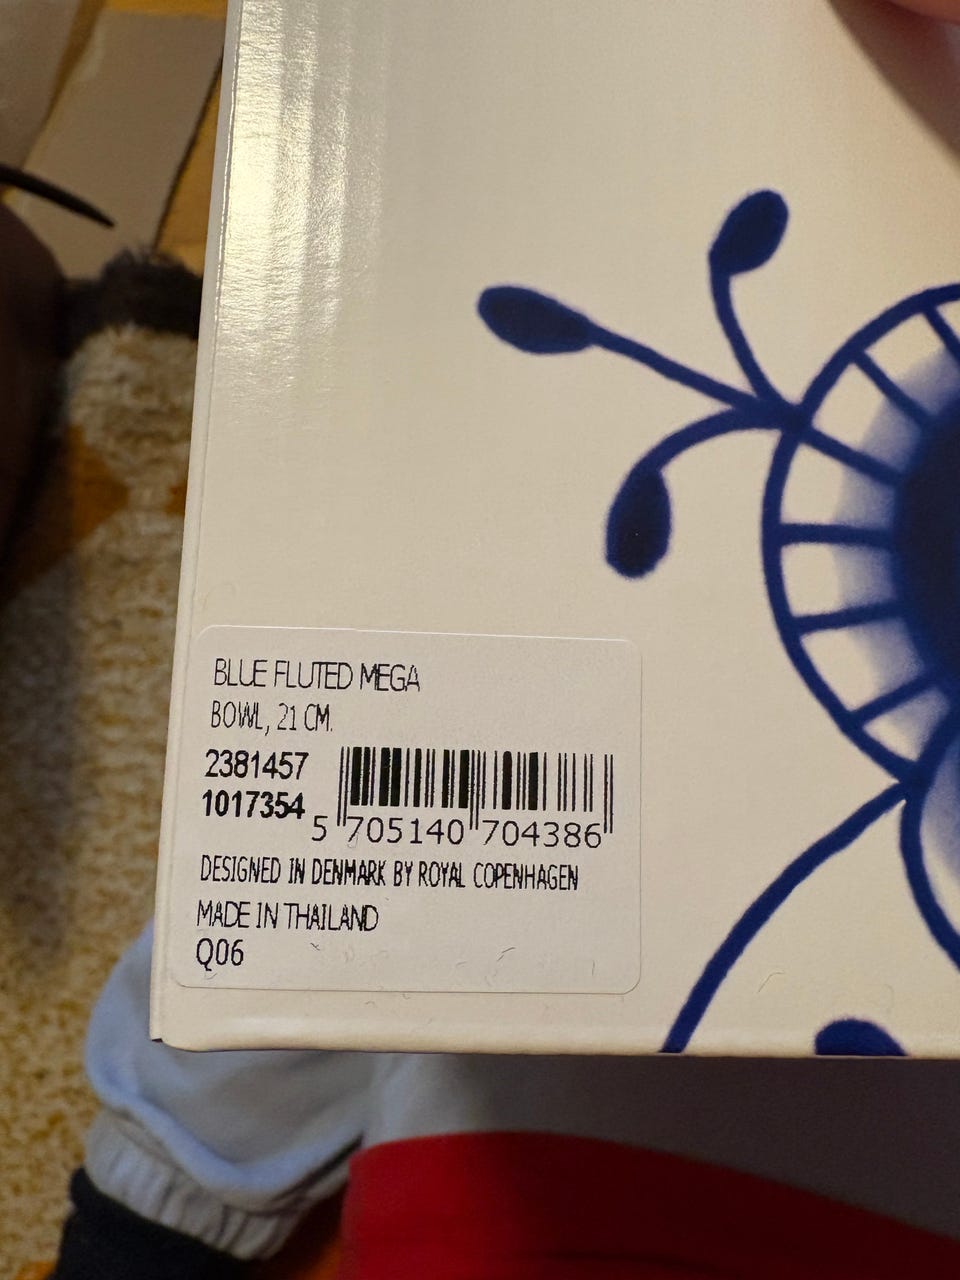 BLUE FLUTED MEGA
BOWL, 21 CM.
2381457
1017354
5 705140 704386
DESIGNED IN DENMARK BY ROYAL COPENHAGEN
MADE IN THAILAND
Q06